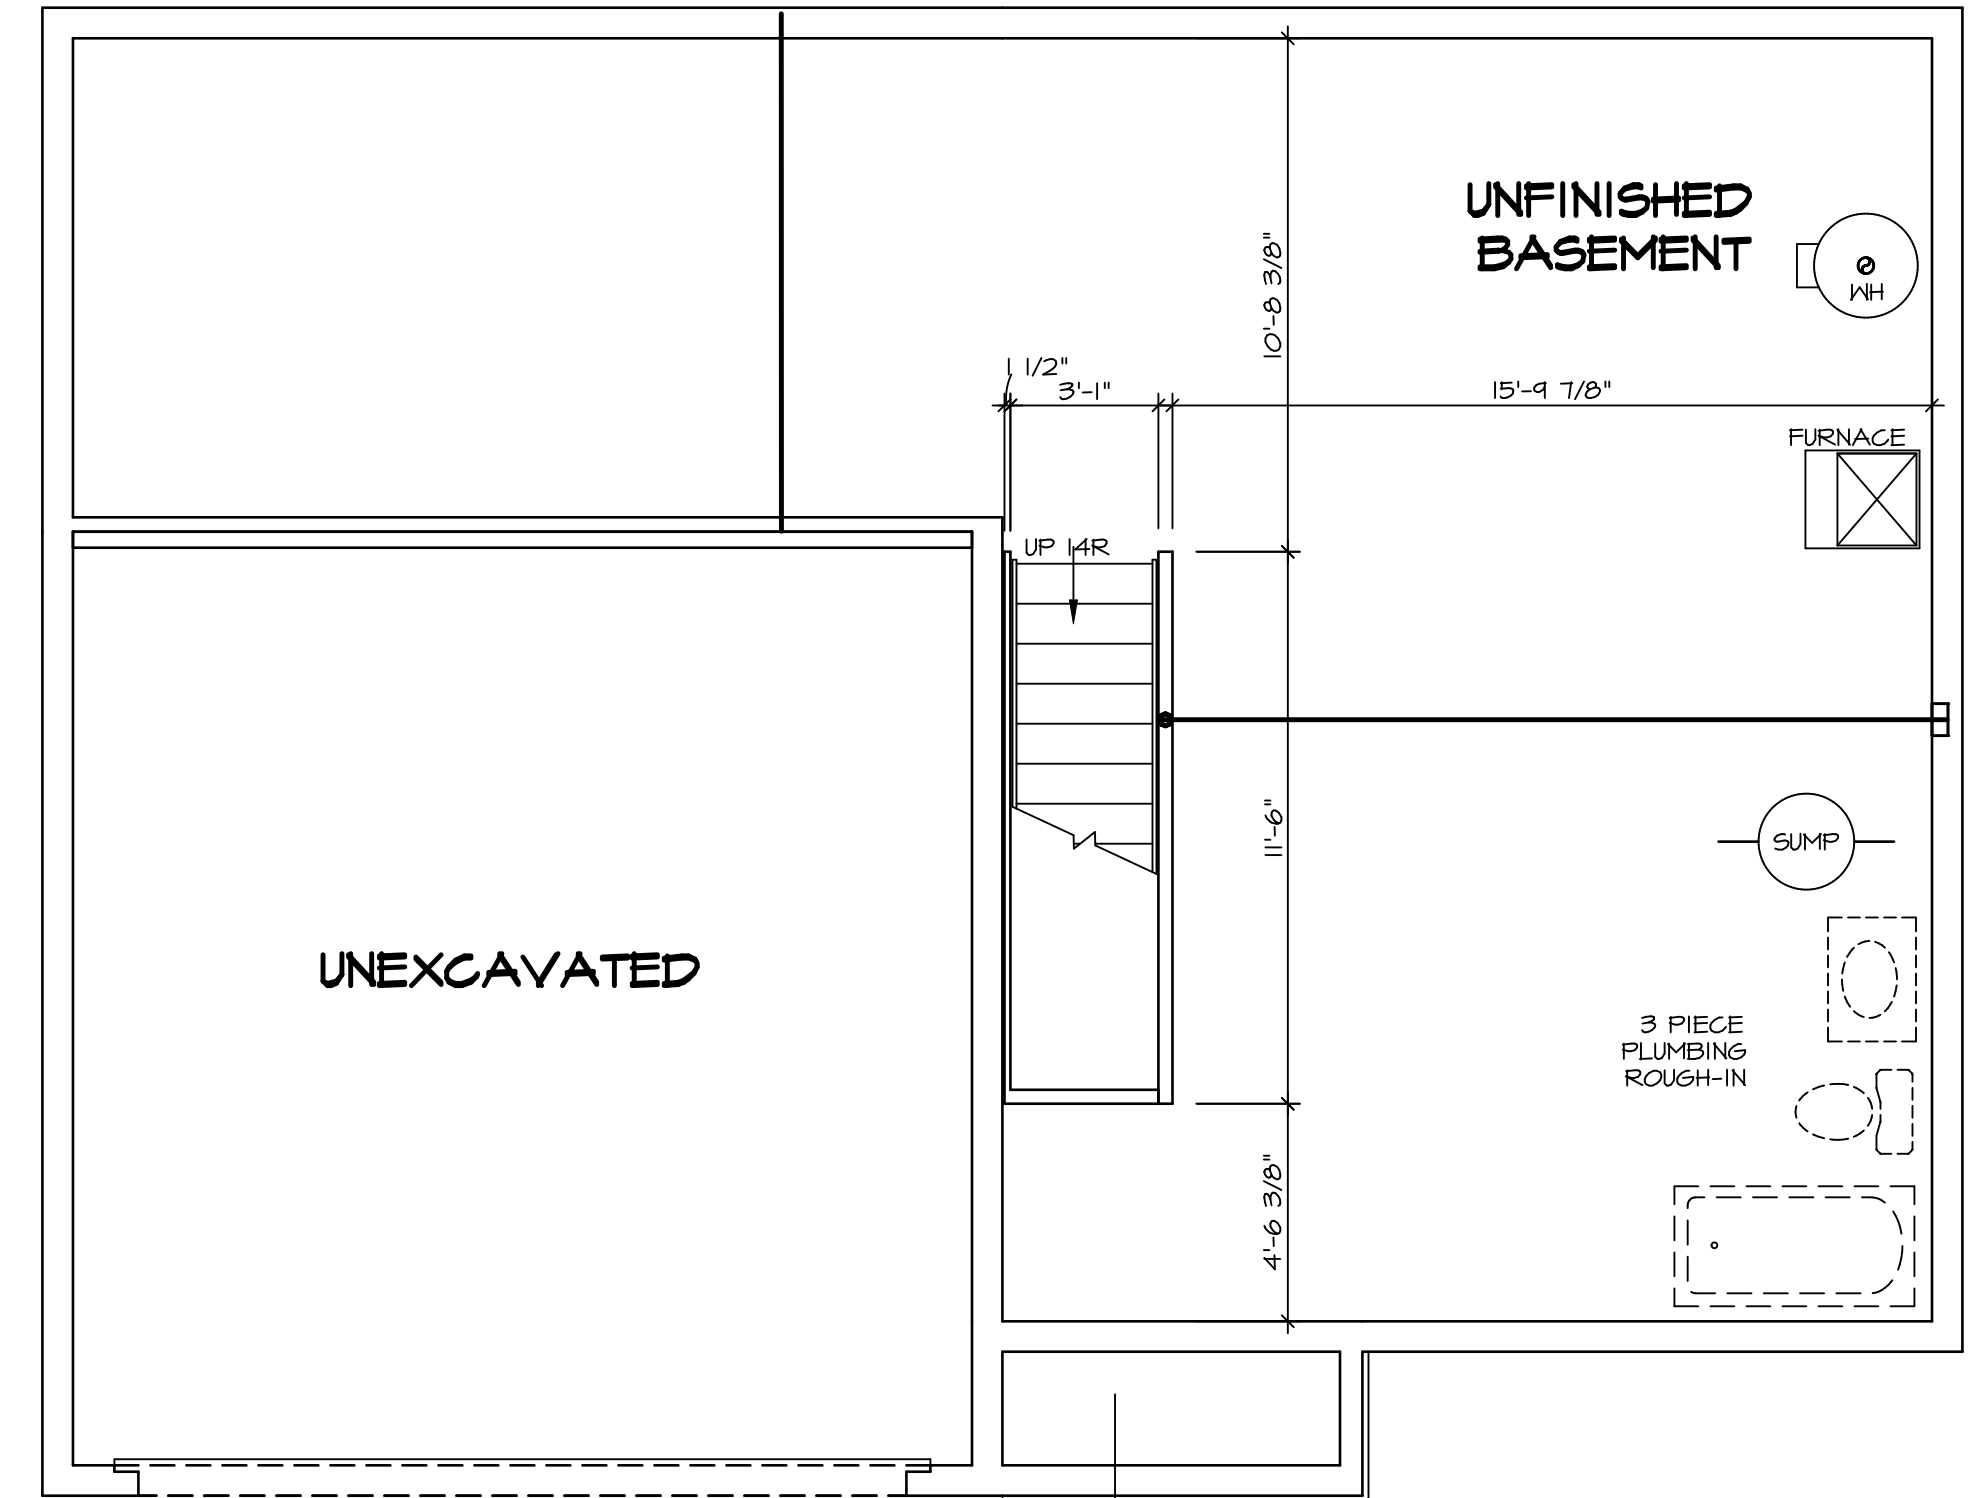 UNFINISHED
BASEMENT
WH
10'-8 3/8"
1 1/2"
3'-1"
15'-9 7/8"
FURNACE
UP 14R
11'-6"
SUMP
UNEXCAVATED
3 PIECE
PLUMBING
ROUGH-IN
4'-6 3/8"